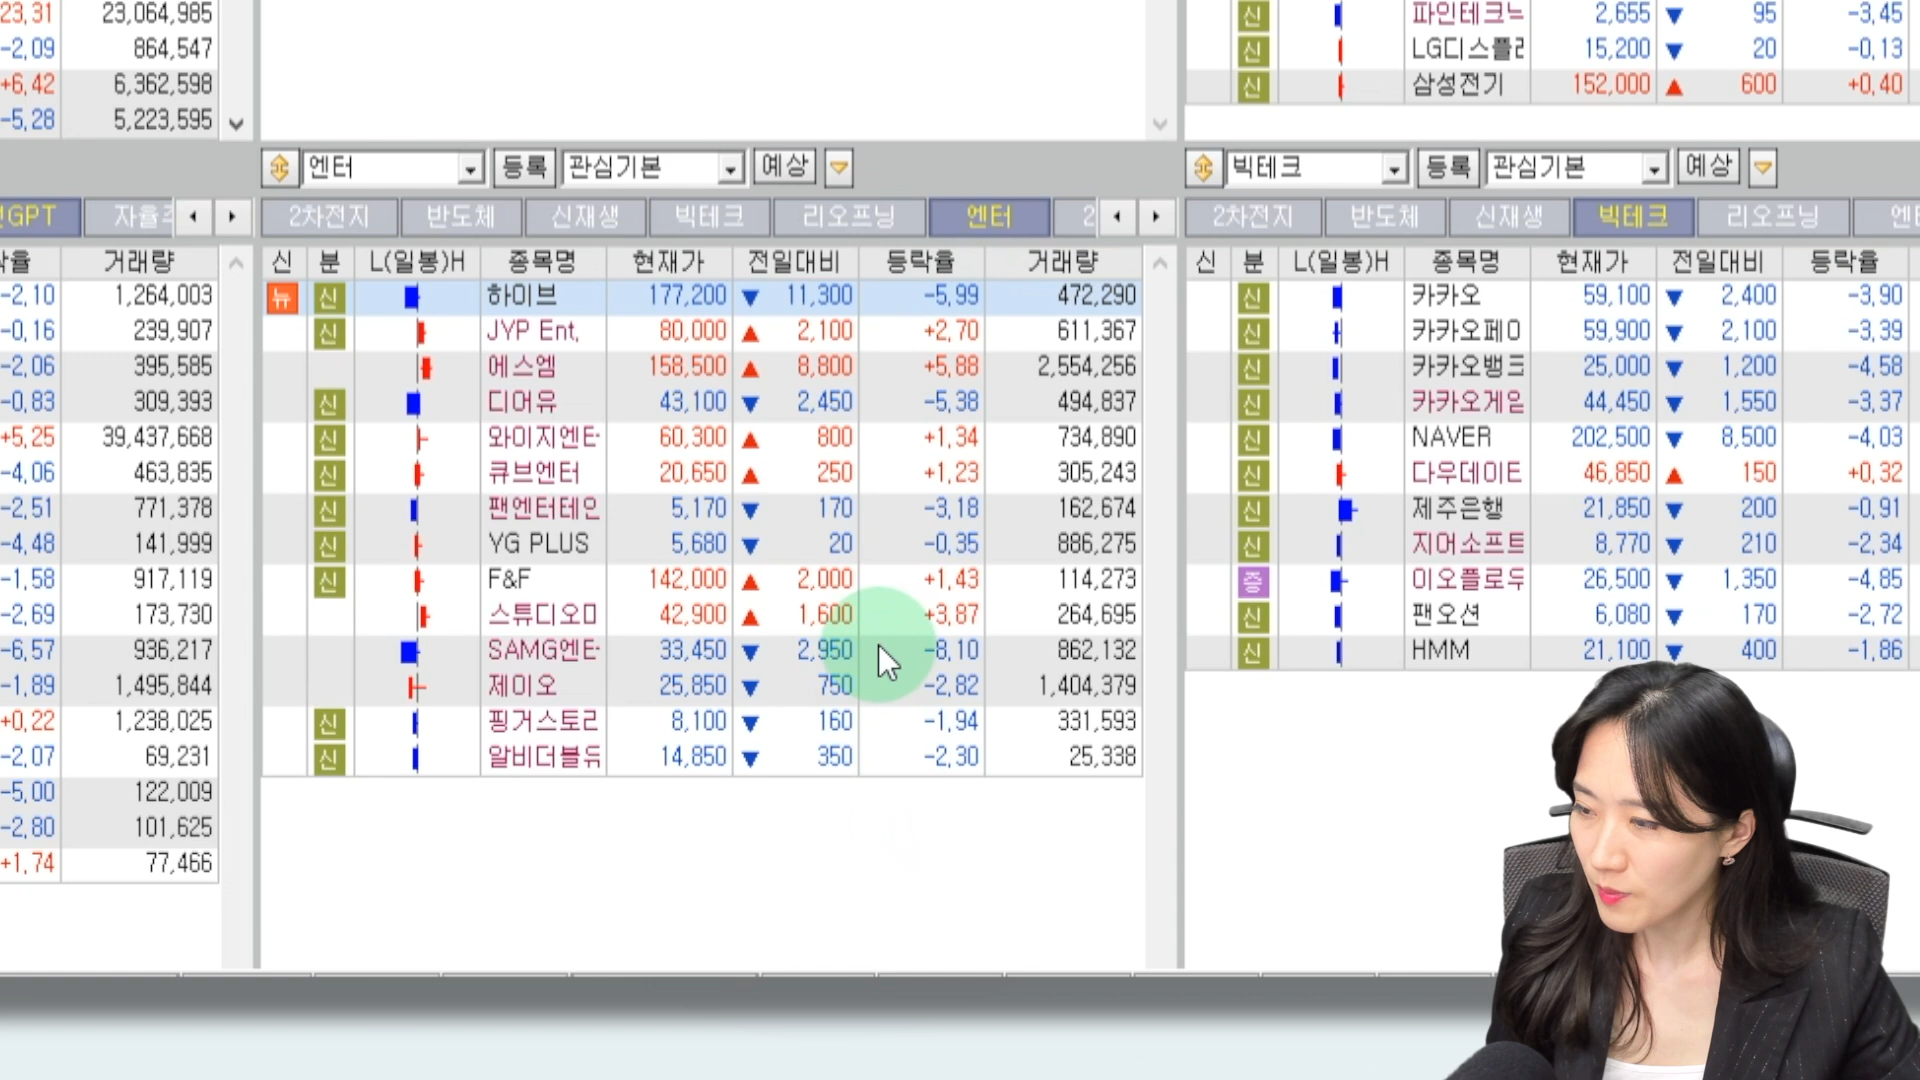 23,31 23,064,985
-2,09 864,547
+6,42 6,362,598
-5,28 5,223,595
GPT
거래량
-2,10 1,264,003
-0,16 239,907
-2,06 395,585
-0,83 309,393
+5,25 39,437,668
-4,06 463,835
-2,51 771,378
-4,48 141,999
-1,58 917,119
-2,69 173,730
-6,57 936,217
-1,89 1,495,844
+0,22 1,238,025
-2,07 69,231
-5,00 122,009
-2,80 101,625
+1,74 77,466
엔터 등록 관심기본 예상
2차전지 반도체 신재생 빅테크 리오프닝 엔터 2
신 분 L(일봉)H 종목명 현재가 전일대비 등락율 거래량
뉴 신 하이브 177,200 ▼ 11,300 -5,99 472,290
신 JYP Ent, 80,000 ▲ 2,100 +2,70 611,367
에스엠 158,500 ▲ 8,800 +5,88 2,554,256
신 디어유 43,100 ▼ 2,450 -5,38 494,837
신 와이지엔터 60,300 ▲ 800 +1,34 734,890
신 큐브엔터 20,650 ▲ 250 +1,23 305,243
신 팬엔터테인 5,170 ▼ 170 -3,18 162,674
신 YG PLUS 5,680 ▼ 20 -0,35 886,275
신 F&F 142,000 ▲ 2,000 +1,43 114,273
스튜디오미 42,900 ▲ 1,600 +3,87 264,695
SAMG엔터 33,450 ▼ 2,950 -8,10 862,132
제이오 25,850 ▼ 750 -2,82 1,404,379
신 핑거스토리 8,100 ▼ 160 -1,94 331,593
신 알비더블유 14,850 ▼ 350 -2,30 25,338
신 파인테크 2,655 ▼ 95 -3,45
신 LG디스플레 15,200 ▼ 20 -0,13
신 삼성전기 152,000 ▲ 600 +0,40
빅테크 등록 관심기본 예상
2차전지 반도체 신재생 빅테크 리오프닝 엔
신 분 L(일봉)H 종목명 현재가 전일대비 등락율
신 카카오 59,100 ▼ 2,400 -3,90
신 카카오페이 59,900 ▼ 2,100 -3,39
신 카카오뱅크 25,000 ▼ 1,200 -4,58
신 카카오게임 44,450 ▼ 1,550 -3,37
신 NAVER 202,500 ▼ 8,500 -4,03
신 다우데이터 46,850 ▲ 150 +0,32
신 제주은행 21,850 ▼ 200 -0,91
신 지어소프트 8,770 ▼ 210 -2,34
증 이오플로우 26,500 ▼ 1,350 -4,85
신 팬오션 6,080 ▼ 170 -2,72
신 HMM 21,100 ▼ 400 -1,86